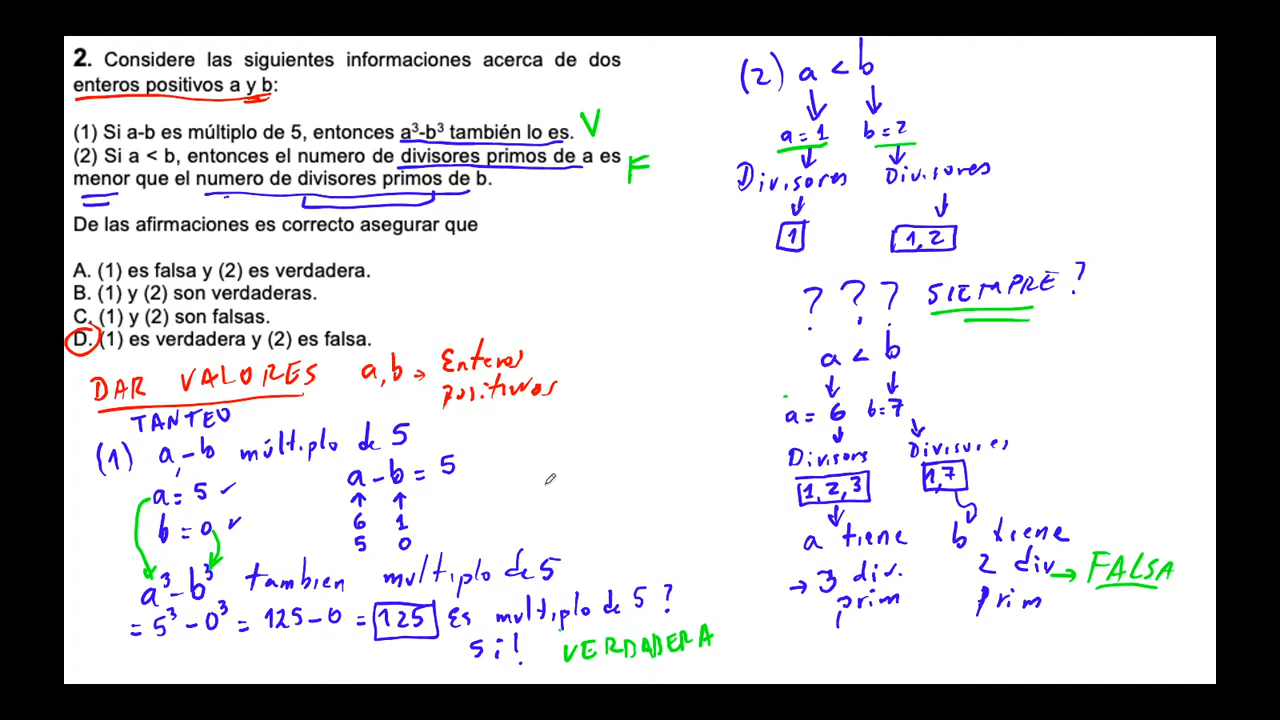 2. Considere las siguientes informaciones acerca de dos
enteros positivos a y b:
(1) Si a-b es múltiplo de 5, entonces a³-b³ también lo es. V
(2) Si a < b, entonces el numero de divisores primos de a es
menor que el numero de divisores primos de b. F
De las afirmaciones es correcto asegurar que
A. (1) es falsa y (2) es verdadera.
B. (1) y (2) son verdaderas.
C. (1) y (2) son falsas.
D. (1) es verdadera y (2) es falsa.
DAR VALORES a,b → Enteros
positivos
TANTEO
(1) a-b múltiplo de 5
a = 5 ✓
b = 0 ✓
a - b = 5
↑ ↑
6 1
5 0
a³-b³ tambien multiplo de 5
= 5³ - 0³ = 125 - 0 = 125 Es multiplo de 5 ?
Si! VERDADERA
(2) a < b
a = 1 b = 2
Divisores Divisores
1 1, 2
? ? ? SIEMPRE ?
a < b
a = 6 b = 7
Divisors Divisores
1, 2, 3 1, 7
a tiene b tiene
→ 3 div. 2 div → FALSA
prim prim